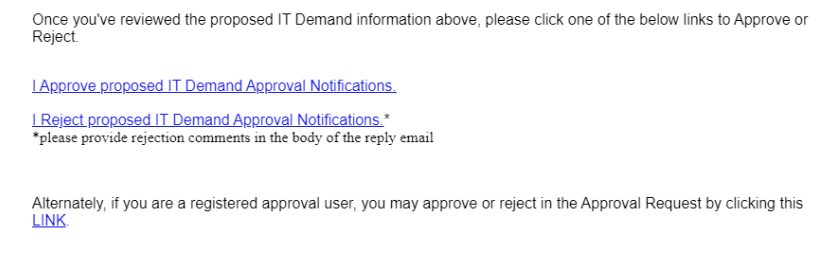 Once you've reviewed the proposed IT Demand information above, please click one of the below links to Approve or
Reject.
I Approve proposed IT Demand Approval Notifications.
I Reject proposed IT Demand Approval Notifications.*
*please provide rejection comments in the body of the reply email
Alternately, if you are a registered approval user, you may approve or reject in the Approval Request by clicking this
LINK.